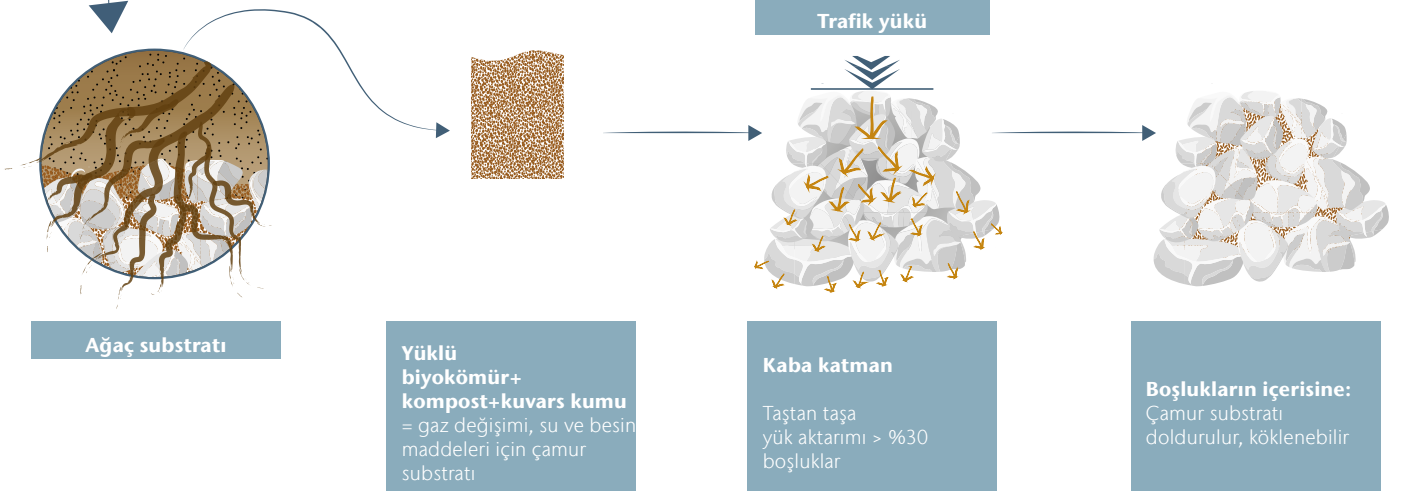 Trafik yükü
Ağaç substratı
Yüklü
biyokömür+
kompost+kuvars kumu
= gaz değişimi, su ve besin
maddeleri için çamur
substratı
Kaba katman
Taştan taşa
yük aktarımı > %30
boşluklar
Boşlukların içerisine:
Çamur substratı
doldurulur, köklenebilir